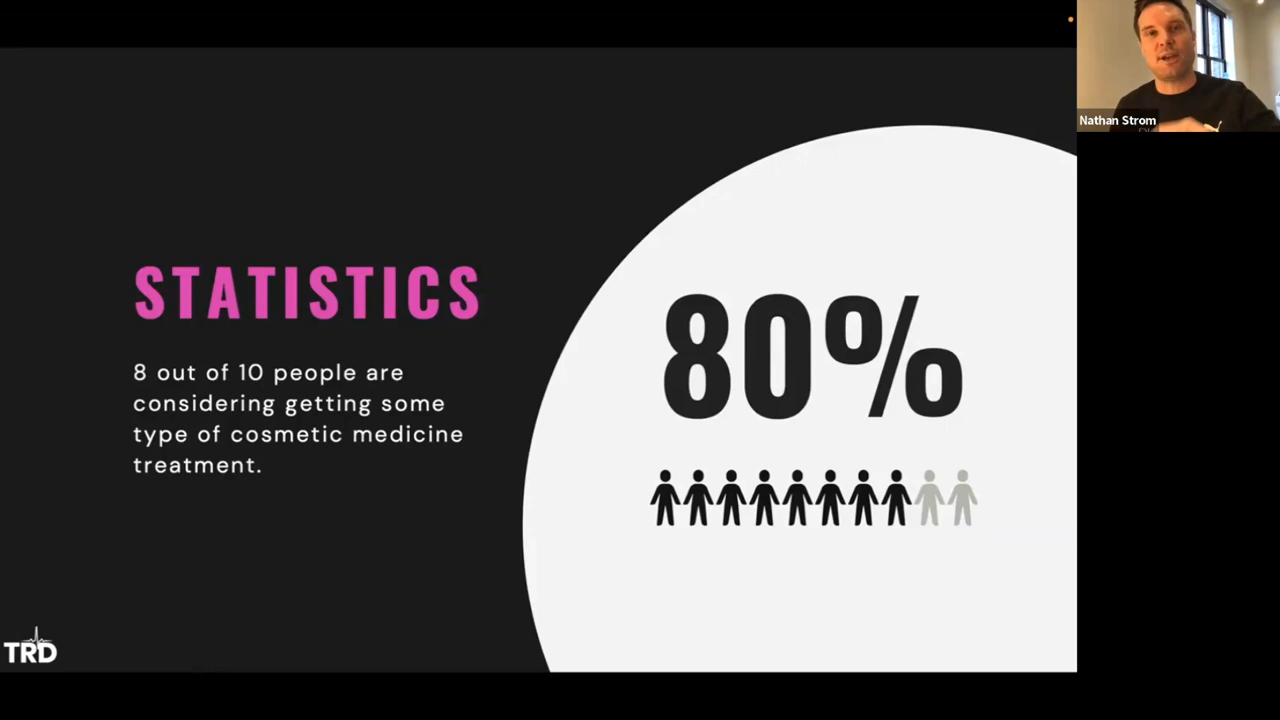 Nathan Strom
STATISTICS
8 out of 10 people are
considering getting some
type of cosmetic medicine
treatment.
80%
TRD